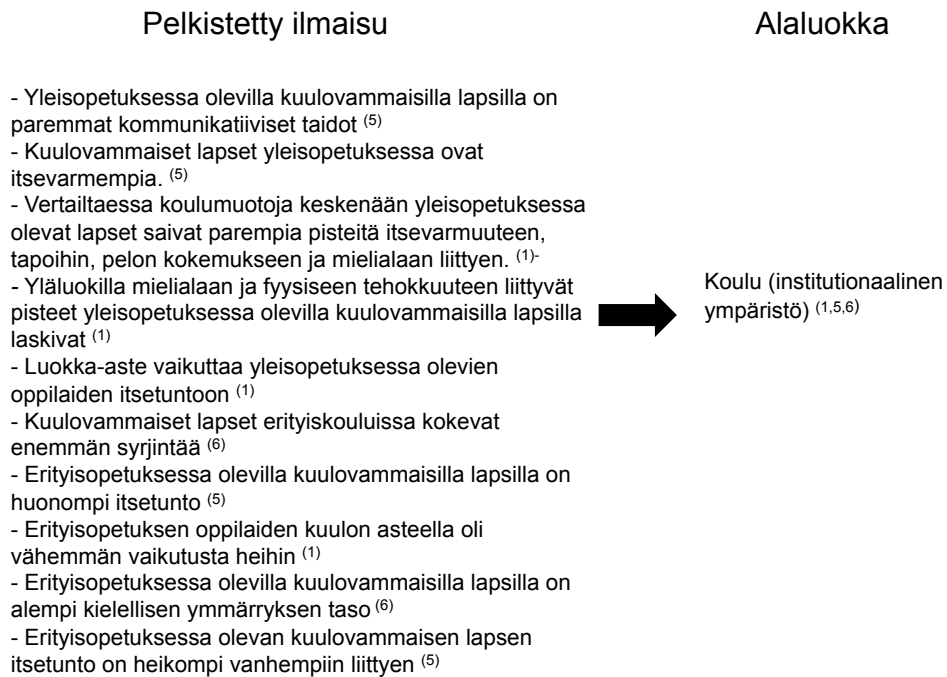 Pelkistetty ilmaisu
Alaluokka
- Yleisopetuksessa olevilla kuulovammaisilla lapsilla on
paremmat kommunikatiiviset taidot (5)
- Kuulovammaiset lapset yleisopetuksessa ovat
itsevarmempia. (5)
- Vertailtaessa koulumuotoja keskenään yleisopetuksessa
olevat lapset saivat parempia pisteitä itsevarmuuteen,
tapoihin, pelon kokemukseen ja mielialaan liittyen. (1)-
- Yläluokilla mielialaan ja fyysiseen tehokkuuteen liittyvät
pisteet yleisopetuksessa olevilla kuulovammaisilla lapsilla
laskivat (1)
- Luokka-aste vaikuttaa yleisopetuksessa olevien
oppilaiden itsetuntoon (1)
- Kuulovammaiset lapset erityiskouluissa kokevat
enemmän syrjintää (6)
- Erityisopetuksessa olevilla kuulovammaisilla lapsilla on
huonompi itsetunto (5)
- Erityisopetuksen oppilaiden kuulon asteella oli
vähemmän vaikutusta heihin (1)
- Erityisopetuksessa olevilla kuulovammaisilla lapsilla on
alempi kielellisen ymmärryksen taso (6)
- Erityisopetuksessa olevan kuulovammaisen lapsen
itsetunto on heikompi vanhempiin liittyen (5)
Koulu (institutionaalinen
ympäristö) (1,5,6)